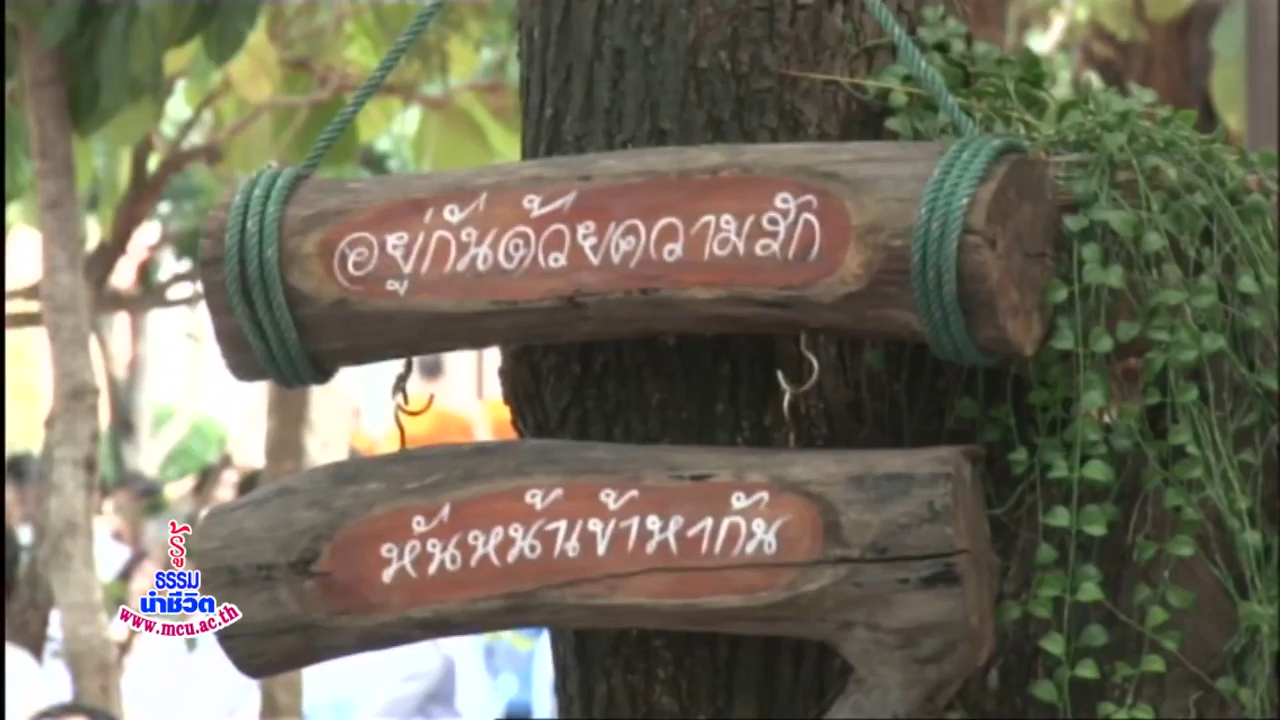 อยู่กันด้วยความรัก
หันหน้าเข้าหากัน
รู้
ธรรม
นำชีวิต
www.mcu.ac.th